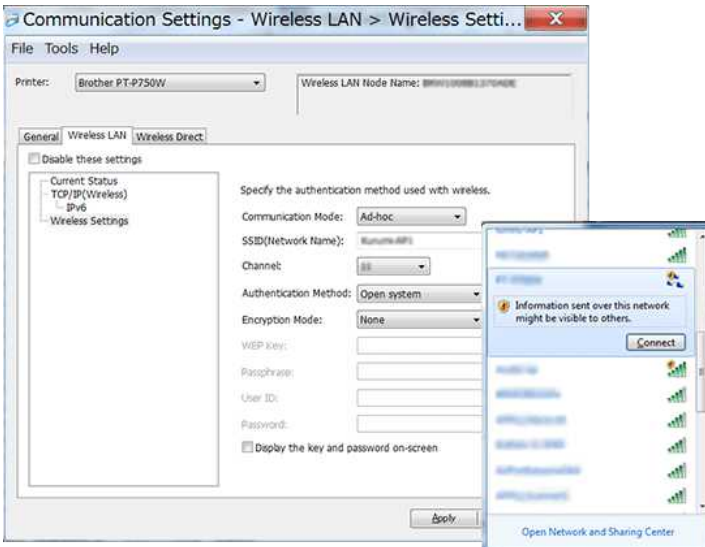 Communication Settings - Wireless LAN > Wireless Setti...
File Tools Help
Printer: Brother PT-P750W
Wireless LAN Node Name:
General Wireless LAN Wireless Direct
Disable these settings
Current Status
TCP/IP(Wireless)
IPv6
Wireless Settings
Specify the authentication method used with wireless.
Communication Mode: Ad-hoc
SSID(Network Name):
Channel:
Authentication Method: Open system
Encryption Mode: None
WEP Key:
Passphrase:
User ID:
Password:
Display the key and password on-screen
Apply
Information sent over this network
might be visible to others.
Connect
Open Network and Sharing Center